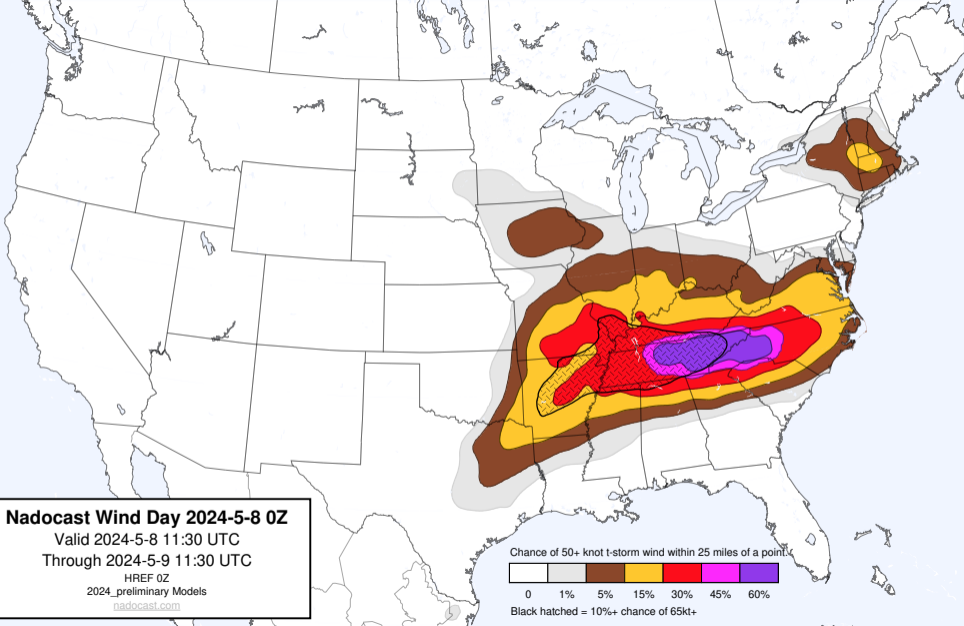 Nadocast Wind Day 2024-5-8 0Z
Valid 2024-5-8 11:30 UTC
Through 2024-5-9 11:30 UTC
HREF 0Z
2024_preliminary Models
nadocast.com
Chance of 50+ knot t-storm wind within 25 miles of a point.
0 1% 5% 15% 30% 45% 60%
Black hatched = 10%+ chance of 65kt+